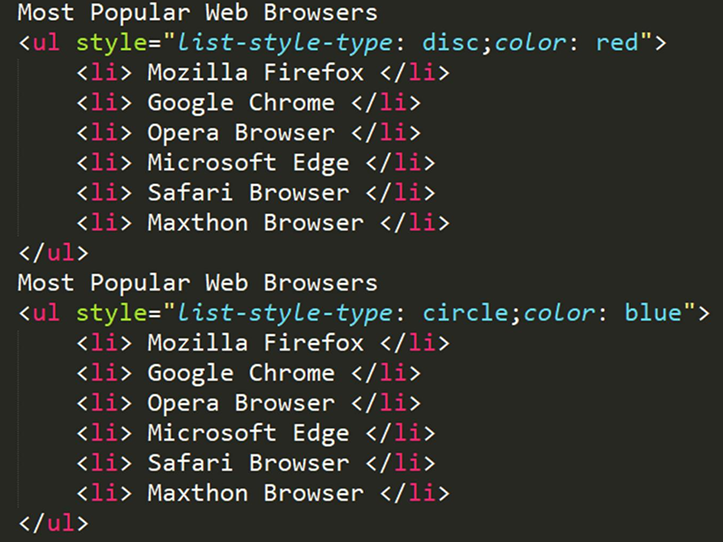 Most Popular Web Browsers
<ul style="list-style-type: disc;color: red">
    <li> Mozilla Firefox </li>
    <li> Google Chrome </li>
    <li> Opera Browser </li>
    <li> Microsoft Edge </li>
    <li> Safari Browser </li>
    <li> Maxthon Browser </li>
</ul>
Most Popular Web Browsers
<ul style="list-style-type: circle;color: blue">
    <li> Mozilla Firefox </li>
    <li> Google Chrome </li>
    <li> Opera Browser </li>
    <li> Microsoft Edge </li>
    <li> Safari Browser </li>
    <li> Maxthon Browser </li>
</ul>